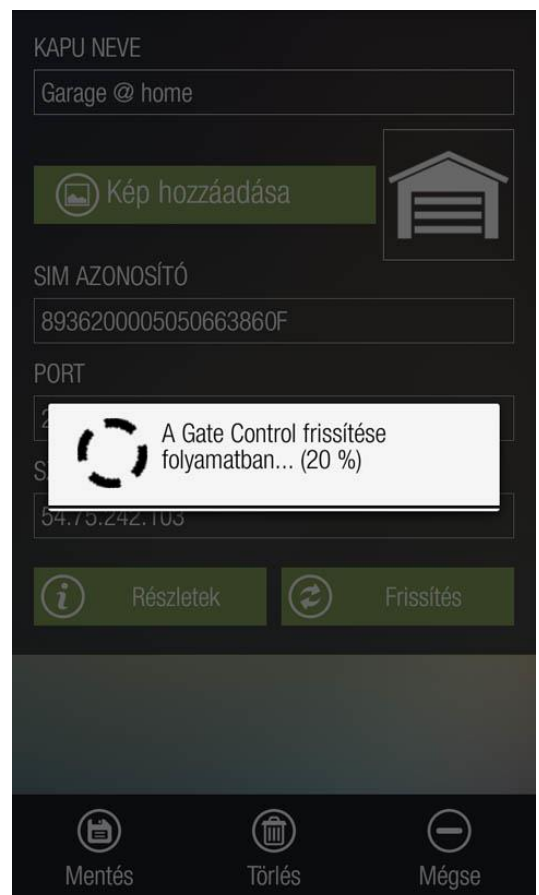 KAPU NEVE
Garage @ home
Kép hozzáadása
SIM AZONOSÍTÓ
8936200005050663860F
PORT
A Gate Control frissítése
folyamatban... (20 %)
54.75.242.103
Részletek
Frissítés
Mentés
Törlés
Mégse